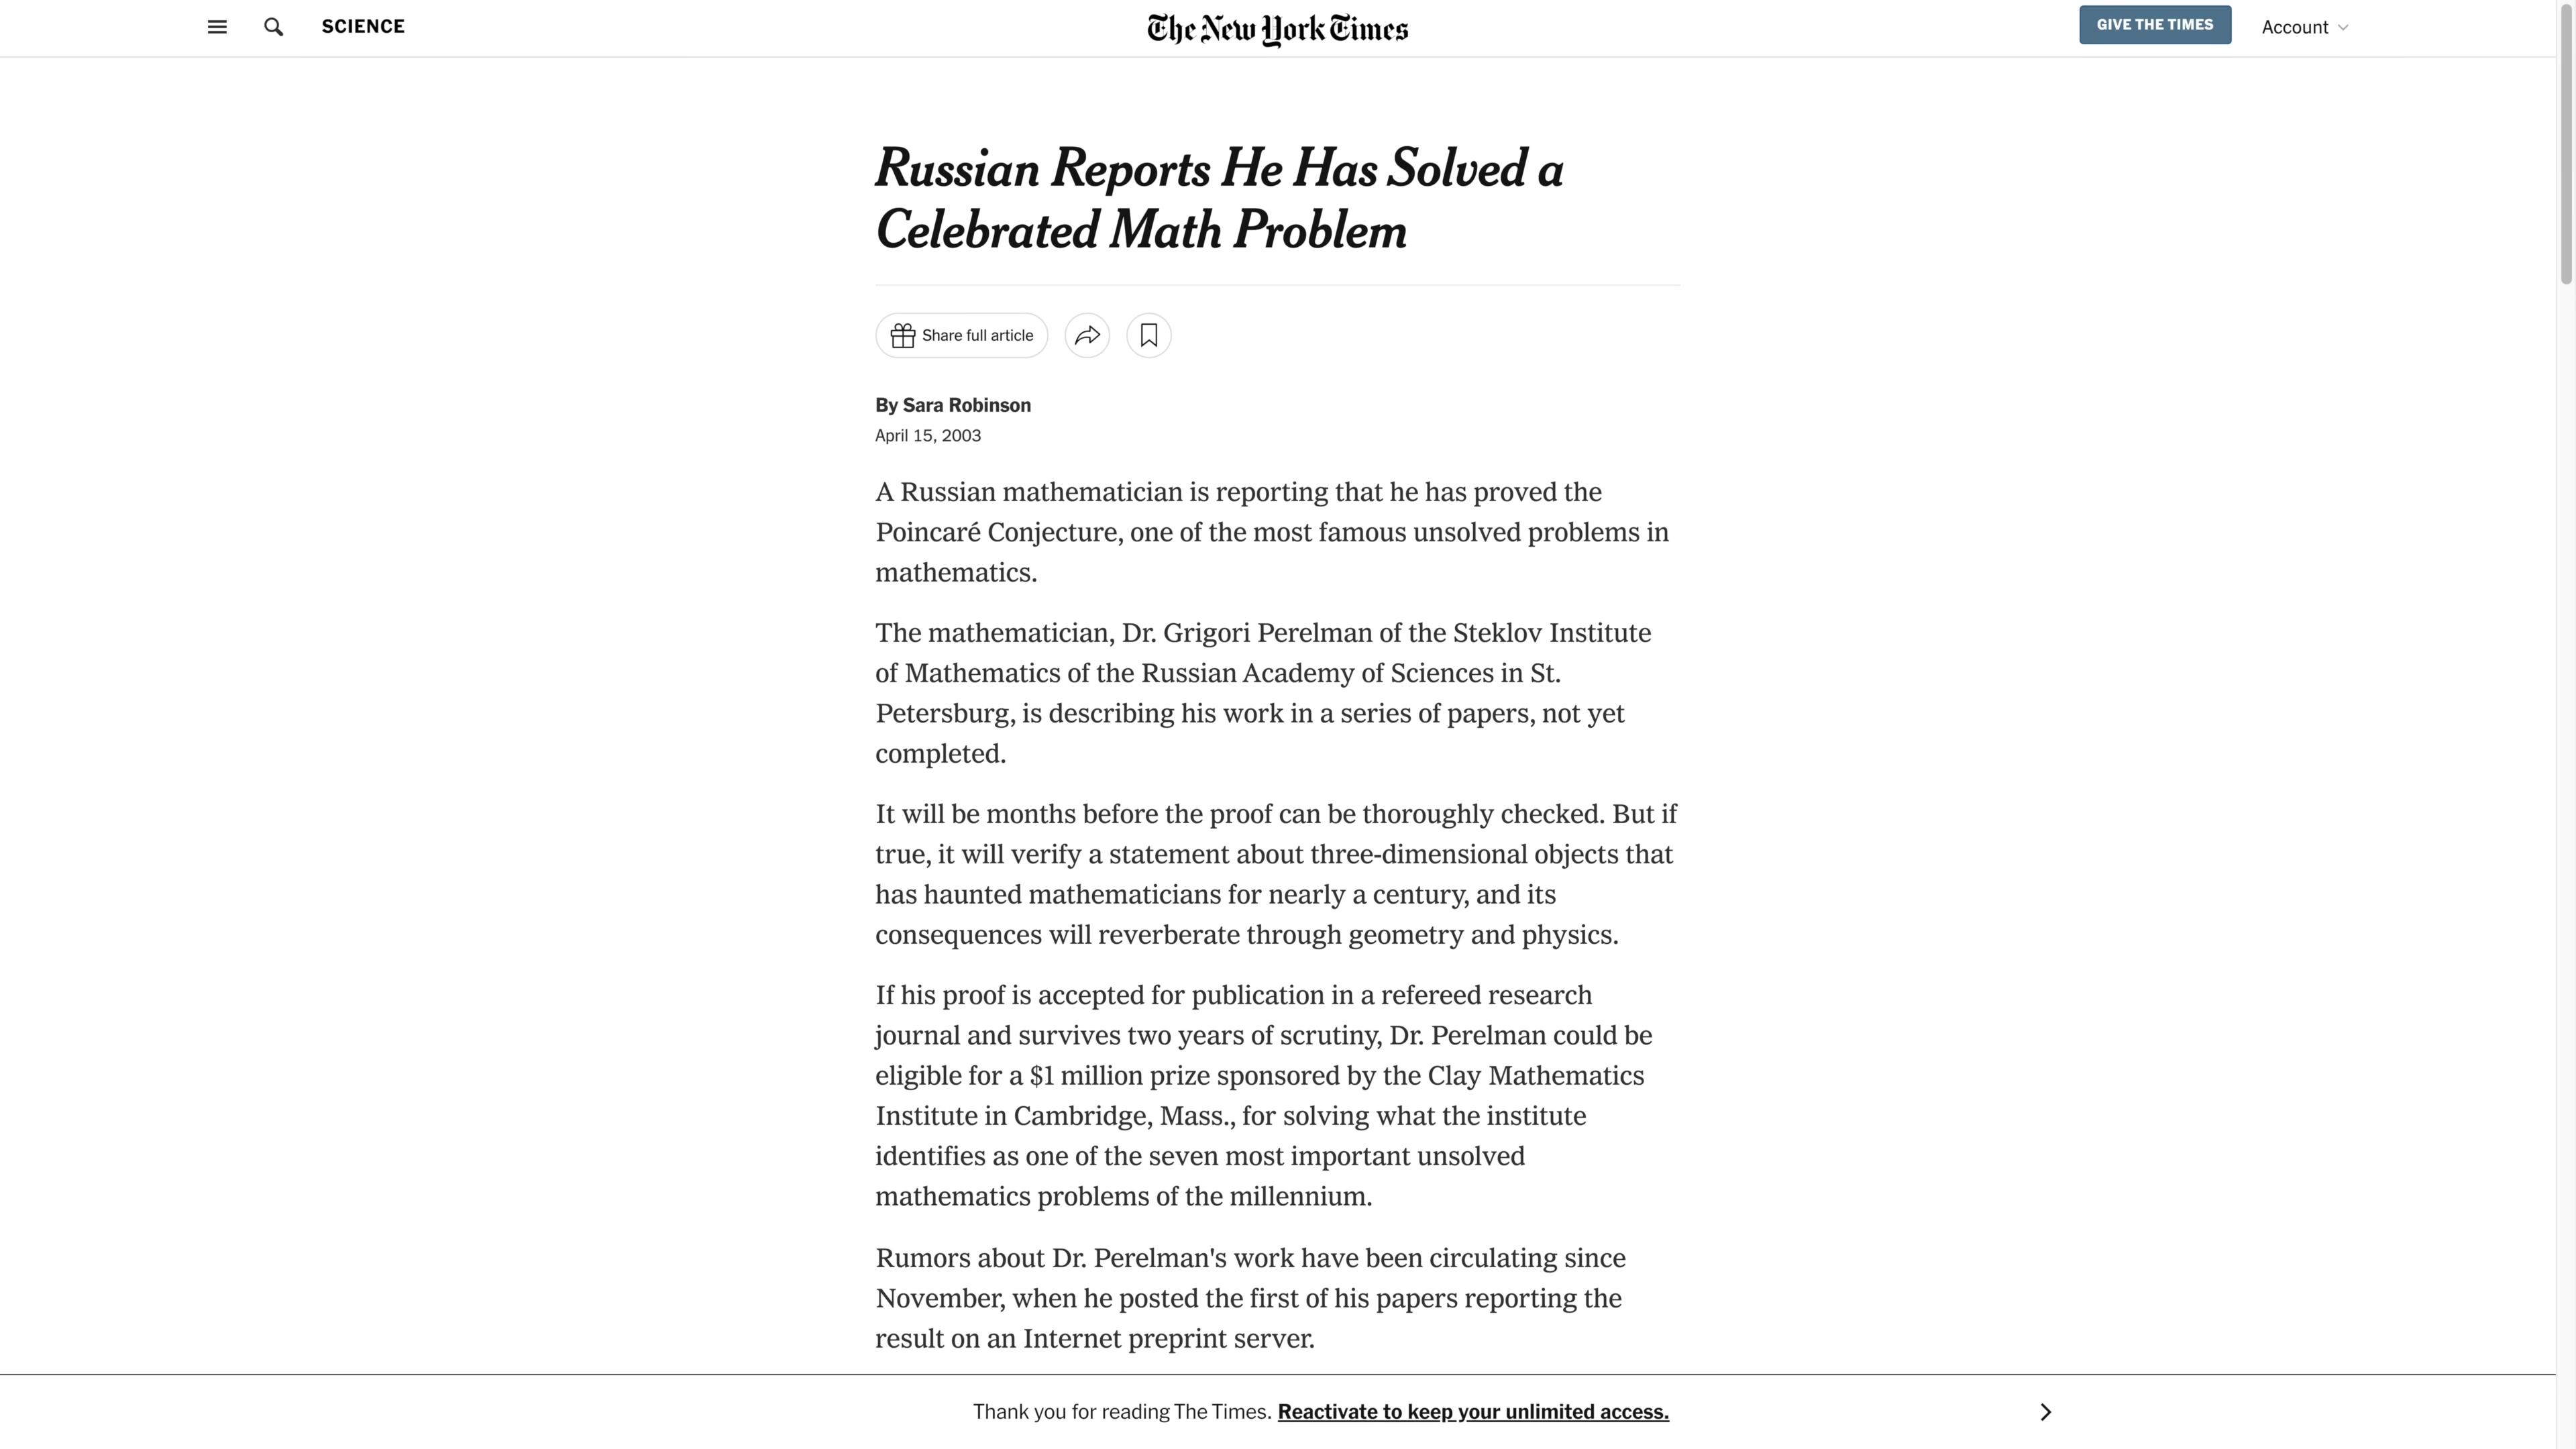 SCIENCE
The New York Times
GIVE THE TIMES
Account
Russian Reports He Has Solved a
Celebrated Math Problem
Share full article
By Sara Robinson
April 15, 2003
A Russian mathematician is reporting that he has proved the
Poincaré Conjecture, one of the most famous unsolved problems in
mathematics.
The mathematician, Dr. Grigori Perelman of the Steklov Institute
of Mathematics of the Russian Academy of Sciences in St.
Petersburg, is describing his work in a series of papers, not yet
completed.
It will be months before the proof can be thoroughly checked. But if
true, it will verify a statement about three-dimensional objects that
has haunted mathematicians for nearly a century, and its
consequences will reverberate through geometry and physics.
If his proof is accepted for publication in a refereed research
journal and survives two years of scrutiny, Dr. Perelman could be
eligible for a $1 million prize sponsored by the Clay Mathematics
Institute in Cambridge, Mass., for solving what the institute
identifies as one of the seven most important unsolved
mathematics problems of the millennium.
Rumors about Dr. Perelman's work have been circulating since
November, when he posted the first of his papers reporting the
result on an Internet preprint server.
Thank you for reading The Times. Reactivate to keep your unlimited access.